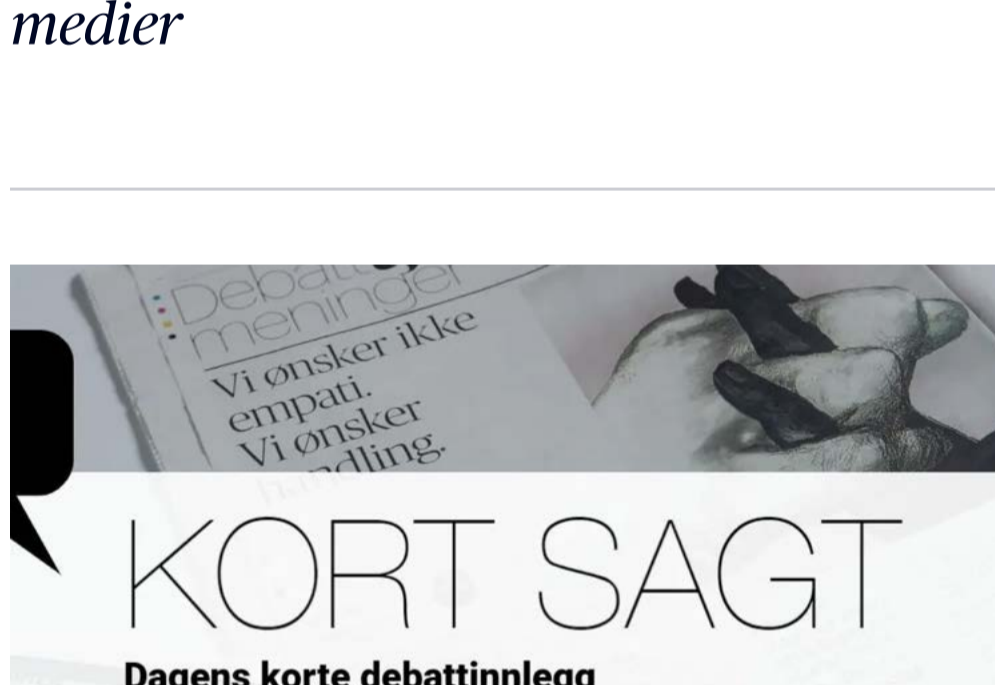 medier
Debatt
meninger
Vi ønsker ikke
empati.
Vi ønsker
handling.
KORT SAGT
Dagens korte debattinnlegg